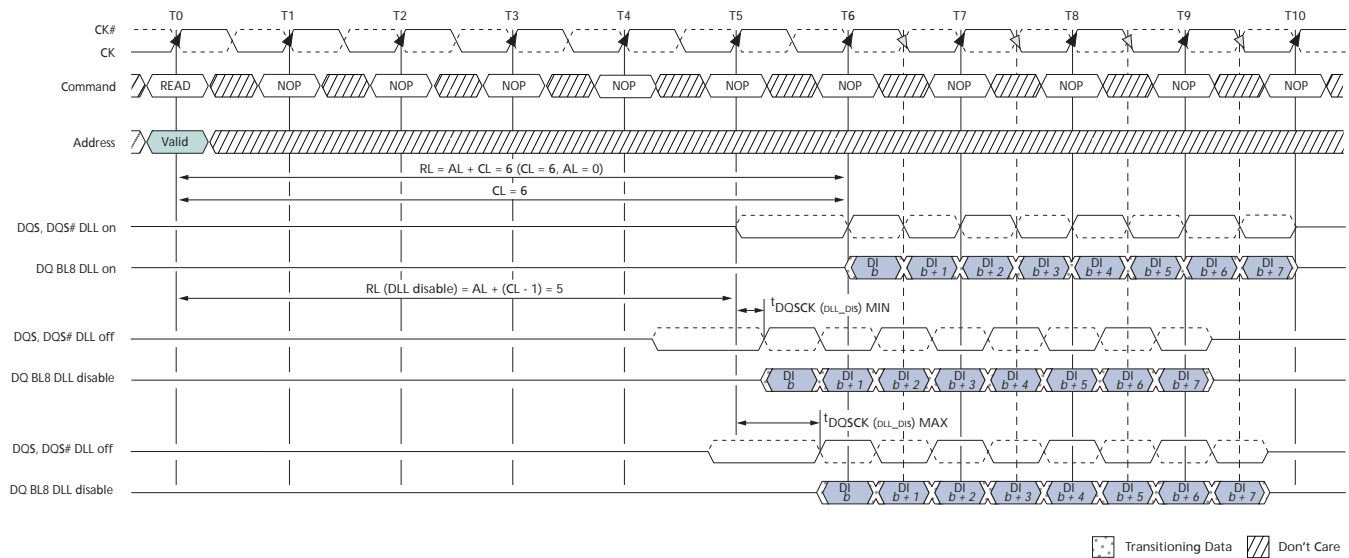 T0 T1 T2 T3 T4 T5 T6 T7 T8 T9 T10
CK#
CK
Command READ NOP NOP NOP NOP NOP NOP NOP NOP NOP NOP
Address Valid
RL = AL + CL = 6 (CL = 6, AL = 0)
CL = 6
DQS, DQS# DLL on
DQ BL8 DLL on DI b DI b + 1 DI b + 2 DI b + 3 DI b + 4 DI b + 5 DI b + 6 DI b + 7
RL (DLL disable) = AL + (CL - 1) = 5
tDQSCK (DLL_DIS) MIN
DQS, DQS# DLL off
DQ BL8 DLL disable DI b DI b + 1 DI b + 2 DI b + 3 DI b + 4 DI b + 5 DI b + 6 DI b + 7
tDQSCK (DLL_DIS) MAX
DQS, DQS# DLL off
DQ BL8 DLL disable DI b DI b + 1 DI b + 2 DI b + 3 DI b + 4 DI b + 5 DI b + 6 DI b + 7
Transitioning Data Don't Care